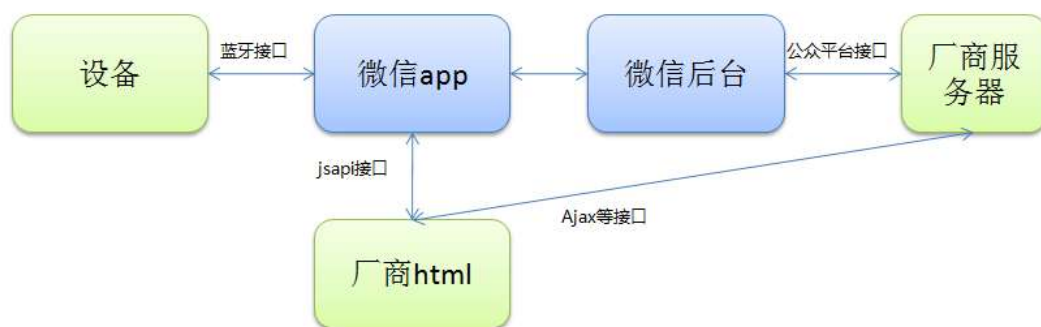 设备
蓝牙接口
微信app
微信后台
公众平台接口
厂商服
务器
jsapi接口
Ajax等接口
厂商html